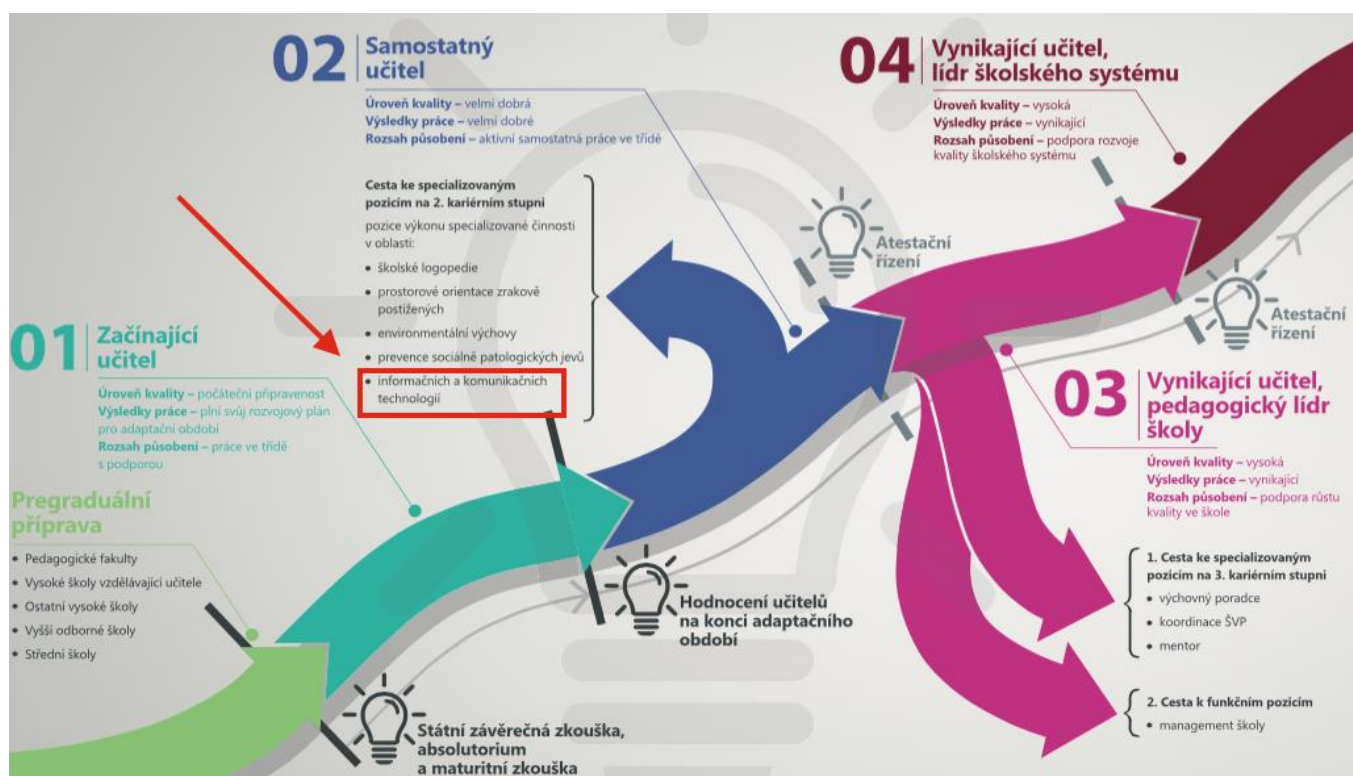 02
Samostatný
učitel
Úroveň kvality – velmi dobrá
Výsledky práce – velmi dobré
Rozsah působení – aktivní samostatná práce ve třídě
Cesta ke specializovaným
pozicím na 2. kariérním stupni
pozice výkonu specializované činnosti
v oblasti:
• školské logopedie
• prostorové orientace zrakově
postižených
• environmentální výchovy
• prevence sociálně patologických jevů
• informačních a komunikačních
technologií
04
Vynikající učitel,
lídr školského systému
Úroveň kvality – vysoká
Výsledky práce – vynikající
Rozsah působení – podpora rozvoje
kvality školského systému
Atestační
řízení
Atestační
řízení
01
Začínající
učitel
Úroveň kvality – počáteční připravenost
Výsledky práce – plní svůj rozvojový plán
pro adaptační období
Rozsah působení – práce ve třídě
s podporou
03
Vynikající učitel,
pedagogický lídr
školy
Úroveň kvality – vysoká
Výsledky práce – vynikající
Rozsah působení – podpora růstu
kvality ve škole
Pregraduální
příprava
• Pedagogické fakulty
• Vysoké školy vzdělávající učitele
• Ostatní vysoké školy
• Vyšší odborné školy
• Střední školy
Hodnocení učitelů
na konci adaptačního
období
1. Cesta ke specializovaným
pozicím na 3. kariérním stupni
• výchovný poradce
• koordinace ŠVP
• mentor
2. Cesta k funkčním pozicím
• management školy
Státní závěrečná zkouška,
absolutorium
a maturitní zkouška